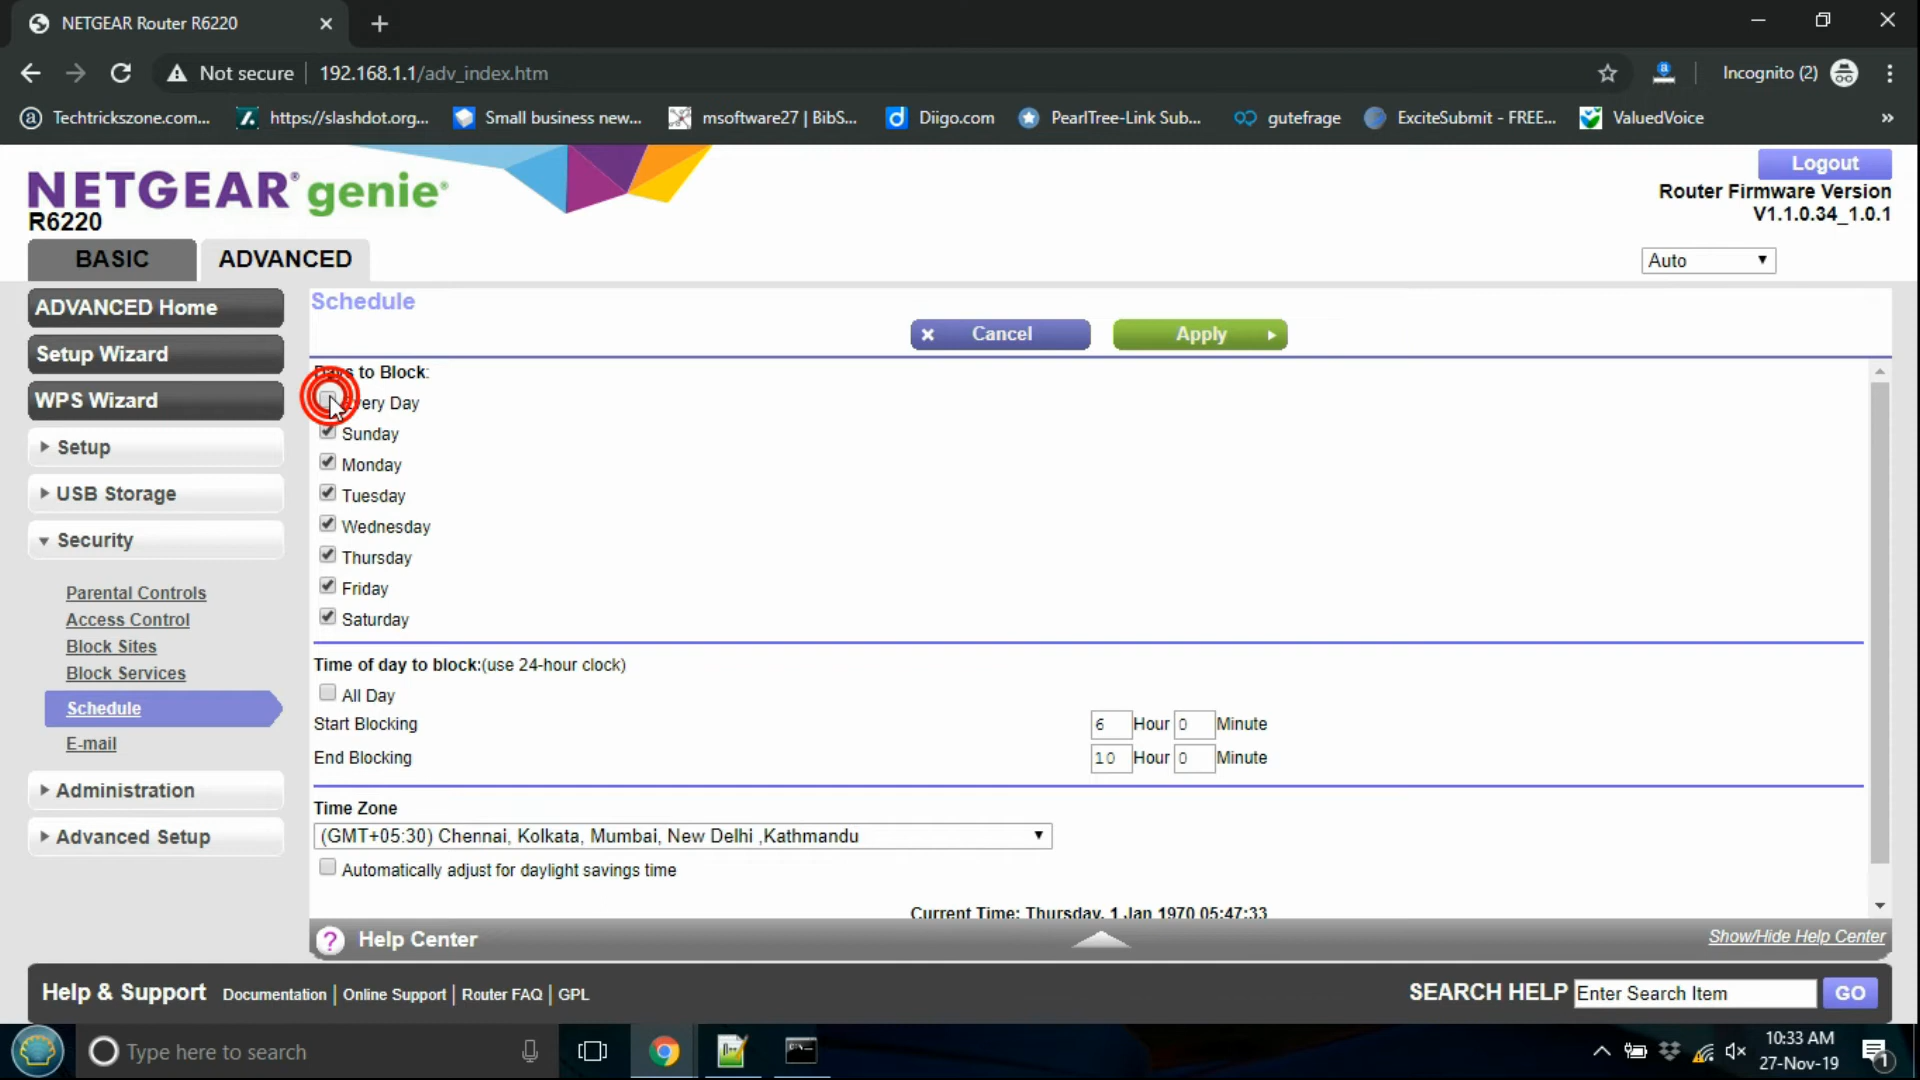 NETGEAR Router R6220
Not secure 192.168.1.1/adv_index.htm Incognito (2)
Techtrickszone.com... https://slashdot.org... Small business new... msoftware27 | BibS... Diigo.com PearlTree-Link Sub... gutefrage ExciteSubmit - FREE... ValuedVoice »
NETGEAR® genie®
R6220
Logout
Router Firmware Version
V1.1.0.34_1.0.1
BASIC ADVANCED
Auto
ADVANCED Home
Setup Wizard
WPS Wizard
Setup
USB Storage
Security
Parental Controls
Access Control
Block Sites
Block Services
Schedule
E-mail
Administration
Advanced Setup
Schedule
Cancel Apply
to Block:
Day
Sunday
Monday
Tuesday
Wednesday
Thursday
Friday
Saturday
Time of day to block:(use 24-hour clock)
All Day
Start Blocking 6 Hour 0 Minute
End Blocking 10 Hour 0 Minute
Time Zone
(GMT+05:30) Chennai, Kolkata, Mumbai, New Delhi ,Kathmandu
Automatically adjust for daylight savings time
Current Time: Thursday, 1 Jan 1970 05:47:33
? Help Center Show/Hide Help Center
Help & Support Documentation | Online Support | Router FAQ | GPL SEARCH HELP Enter Search Item GO
Type here to search
10:33 AM
27-Nov-19
1